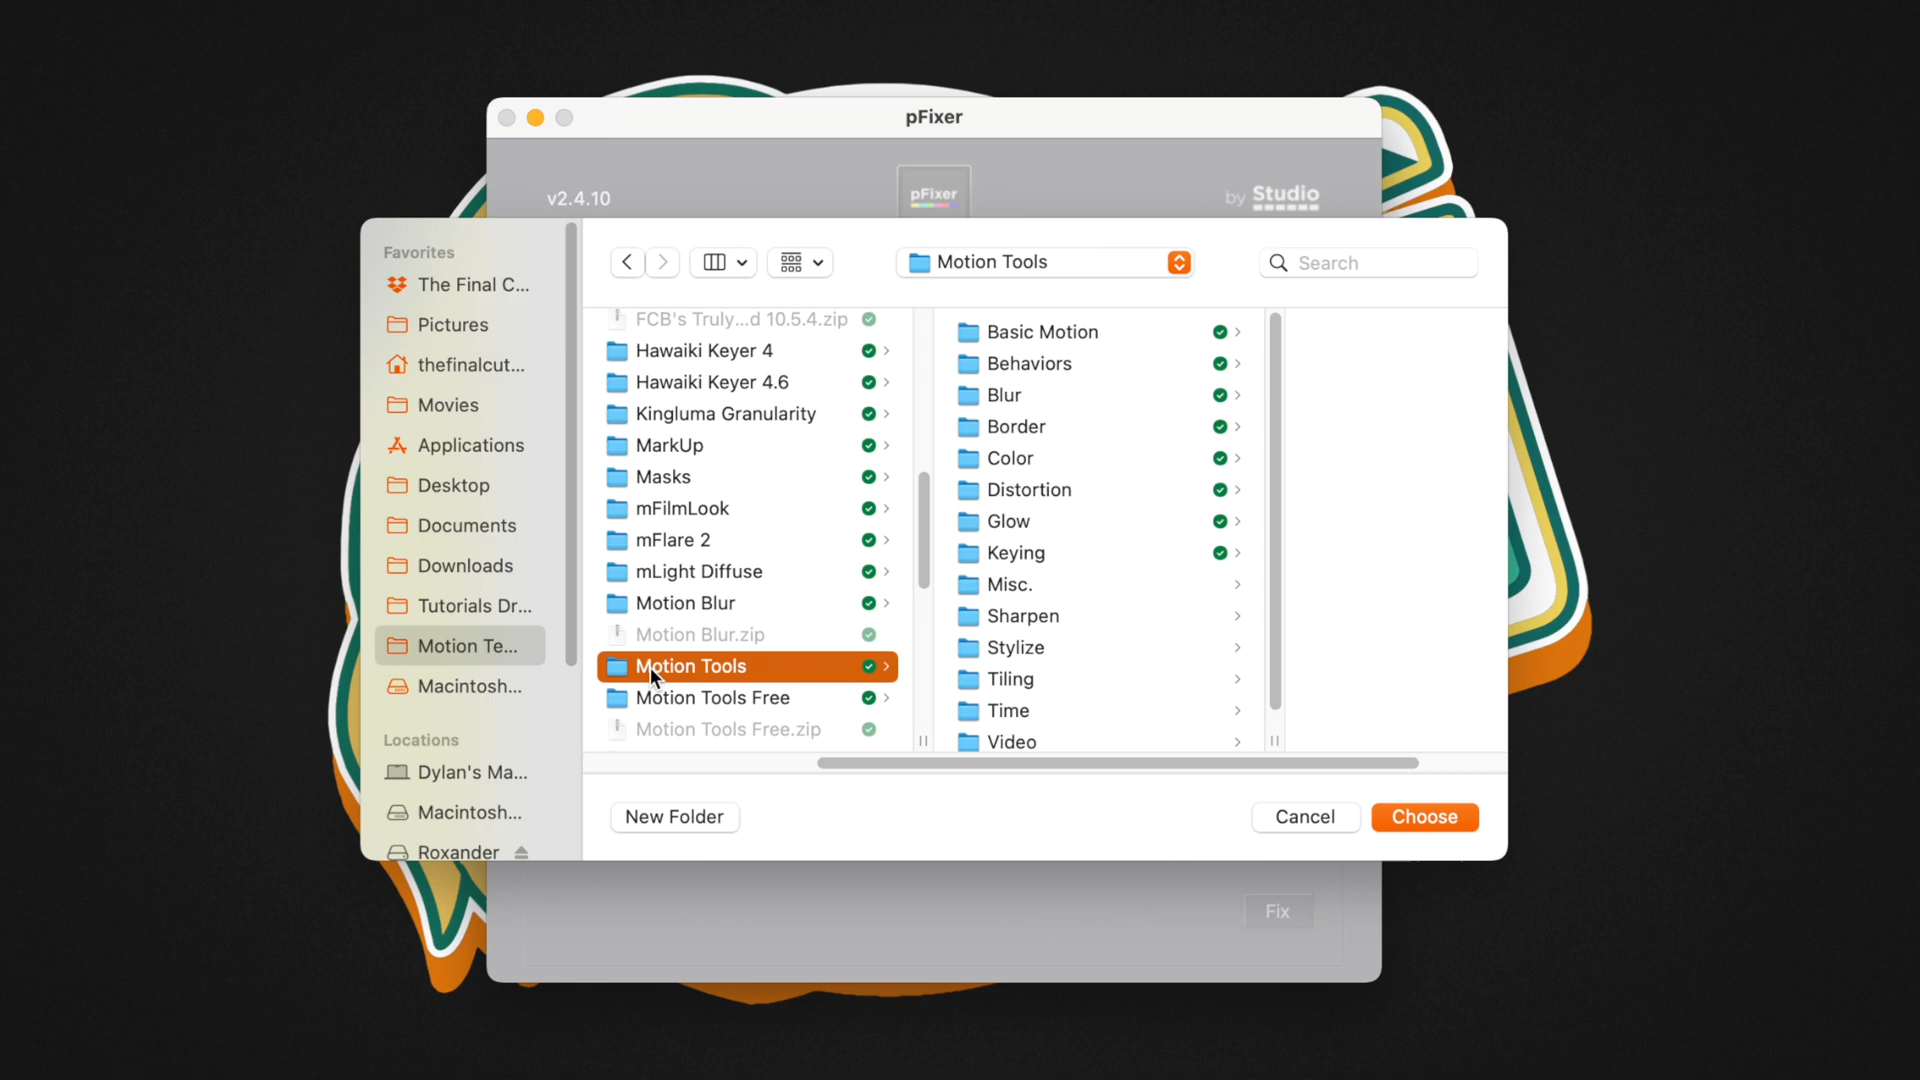 pFixer
v2.4.10
pFixer
by Studio
Favorites
The Final C...
Pictures
thefinalcut...
Movies
Applications
Desktop
Documents
Downloads
Tutorials Dr...
Motion Te...
Macintosh...
Locations
Dylan's Ma...
Macintosh...
Roxander
Motion Tools
Search
FCB's Truly...d 10.5.4.zip
Hawaiki Keyer 4
Hawaiki Keyer 4.6
Kingluma Granularity
MarkUp
Masks
mFilmLook
mFlare 2
mLight Diffuse
Motion Blur
Motion Blur.zip
Motion Tools
Motion Tools Free
Motion Tools Free.zip
Basic Motion
Behaviors
Blur
Border
Color
Distortion
Glow
Keying
Misc.
Sharpen
Stylize
Tiling
Time
Video
New Folder
Cancel
Choose
Fix